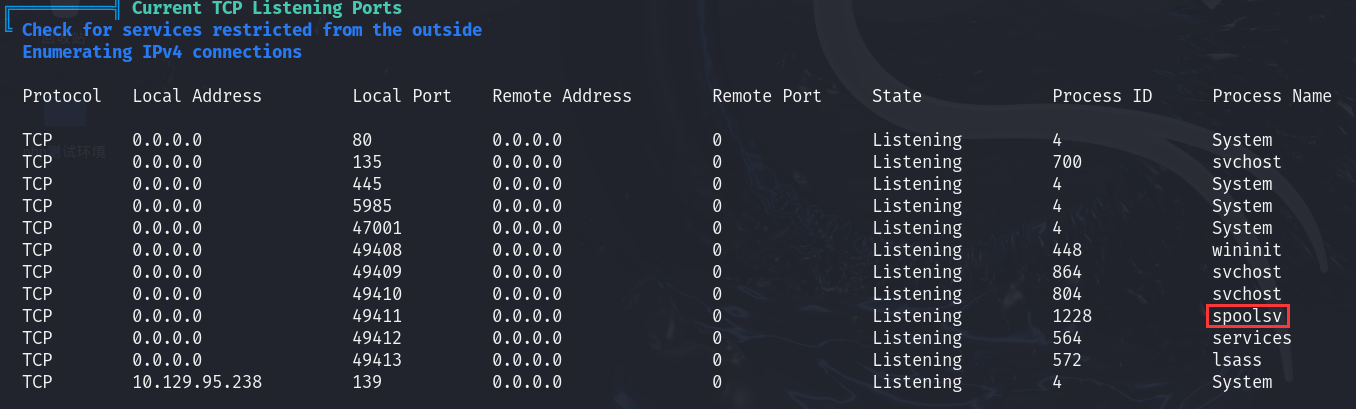 Current TCP Listening Ports
Check for services restricted from the outside
Enumerating IPv4 connections
Protocol Local Address Local Port Remote Address Remote Port State Process ID Process Name
TCP 0.0.0.0 80 0.0.0.0 0 Listening 4 System
TCP 0.0.0.0 135 0.0.0.0 0 Listening 700 svchost
TCP 0.0.0.0 445 0.0.0.0 0 Listening 4 System
TCP 0.0.0.0 5985 0.0.0.0 0 Listening 4 System
TCP 0.0.0.0 47001 0.0.0.0 0 Listening 4 System
TCP 0.0.0.0 49408 0.0.0.0 0 Listening 448 wininit
TCP 0.0.0.0 49409 0.0.0.0 0 Listening 864 svchost
TCP 0.0.0.0 49410 0.0.0.0 0 Listening 804 svchost
TCP 0.0.0.0 49411 0.0.0.0 0 Listening 1228 spoolsv
TCP 0.0.0.0 49412 0.0.0.0 0 Listening 564 services
TCP 0.0.0.0 49413 0.0.0.0 0 Listening 572 lsass
TCP 10.129.95.238 139 0.0.0.0 0 Listening 4 System